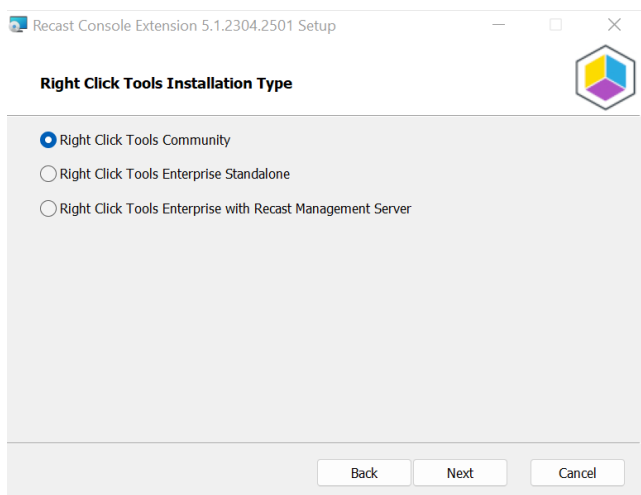 Recast Console Extension 5.1.2304.2501 Setup
Right Click Tools Installation Type
Right Click Tools Community
Right Click Tools Enterprise Standalone
Right Click Tools Enterprise with Recast Management Server
Back Next Cancel